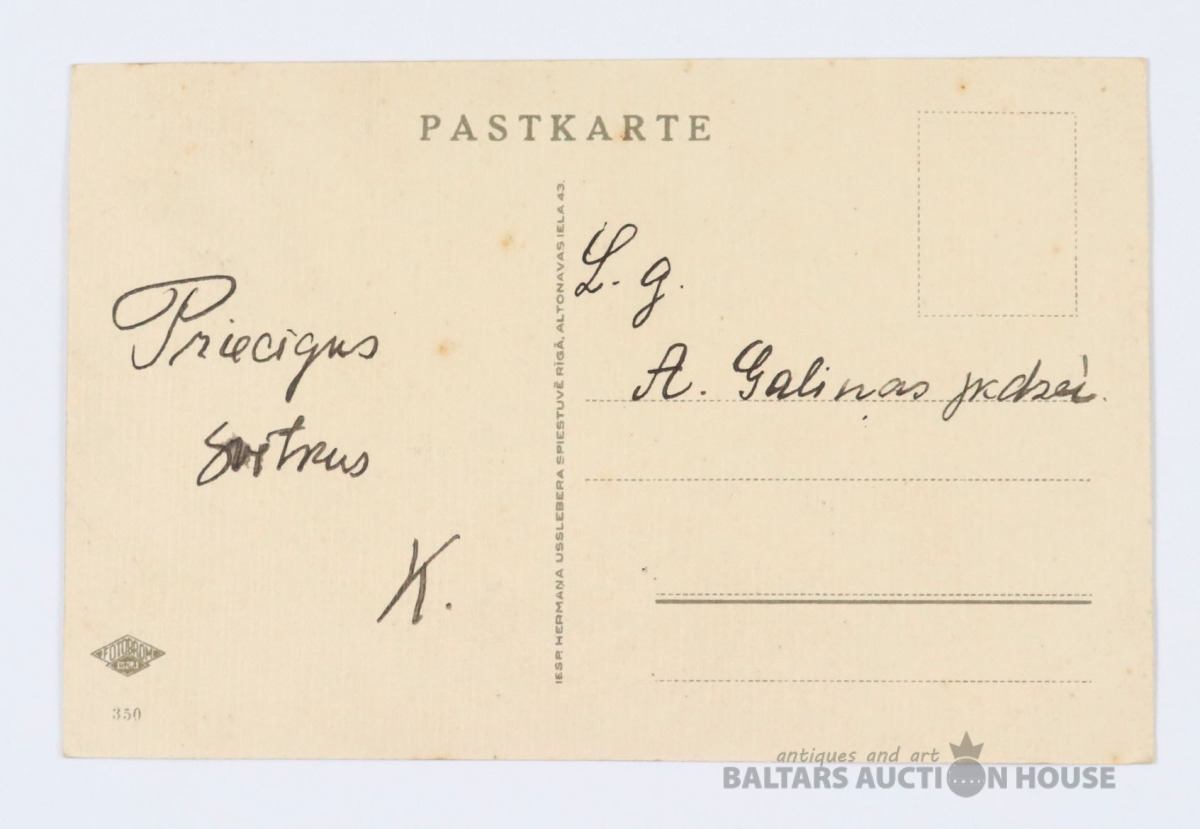 PASTKARTE
Priecīgus
svētkus
K.
L. g.
A. Galiņas jkdzei.
IESP. HERMAŅA USSLEBERA SPIESTUVĒ RĪGĀ, ALTONAVAS IELA 43.
FOTOBROM
350
antiques and art
BALTARS AUCTION HOUSE